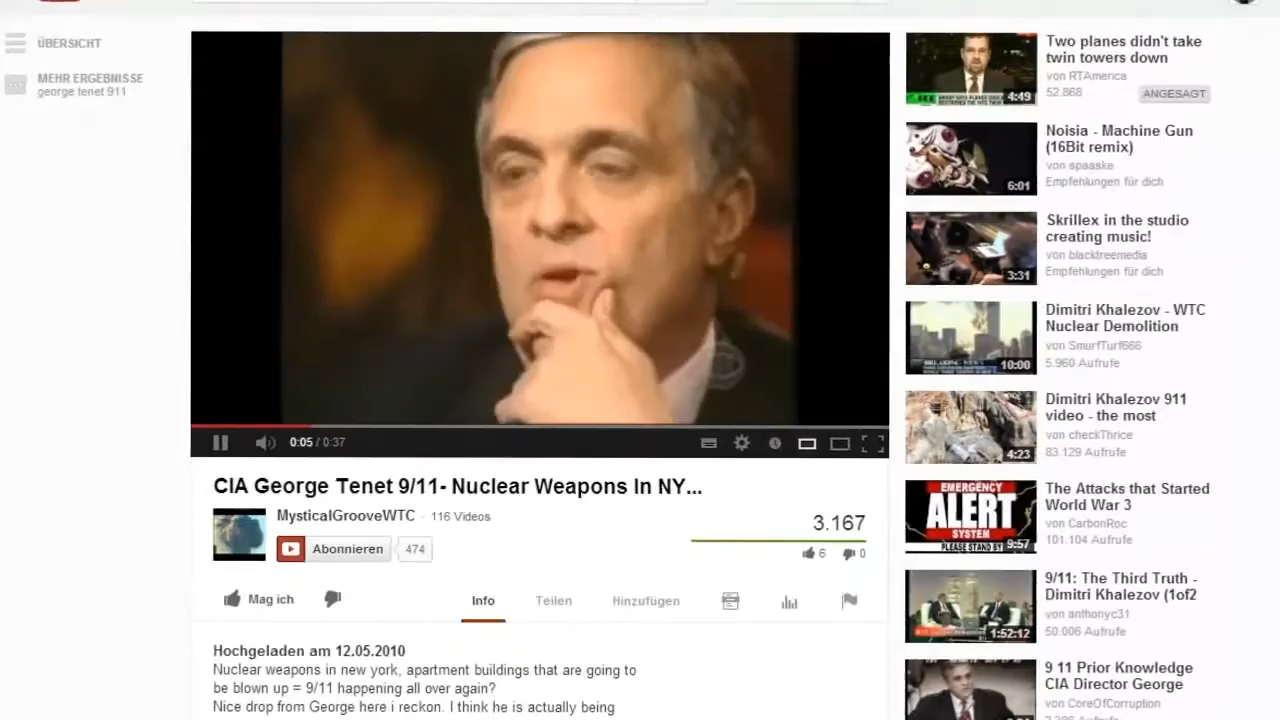 ÜBERSICHT
MEHR ERGEBNISSE
george tenet 911
0:05 / 0:37
CIA George Tenet 9/11- Nuclear Weapons In NY...
MysticalGrooveWTC · 116 Videos
Abonnieren
474
3.167
6
0
Mag ich
Info
Teilen
Hinzufügen
Hochgeladen am 12.05.2010
Nuclear weapons in new york, apartment buildings that are going to
be blown up = 9/11 happening all over again?
Nice drop from George here i reckon. I think he is actually being
RT
4:49
Two planes didn't take
twin towers down
von RTAmerica
52.868
ANGESAGT
6:01
Noisia - Machine Gun
(16Bit remix)
von spaaske
Empfehlungen für dich
3:31
Skrillex in the studio
creating music!
von blacktreemedia
Empfehlungen für dich
10:00
Dimitri Khalezov - WTC
Nuclear Demolition
von SmurfTurf666
5.960 Aufrufe
4:23
Dimitri Khalezov 911
video - the most
von checkThrice
83.129 Aufrufe
EMERGENCY
ALERT
SYSTEM
PLEASE STAND BY
9:57
The Attacks that Started
World War 3
von CarbonRoc
101.104 Aufrufe
1:52:12
9/11: The Third Truth -
Dimitri Khalezov (1of2
von anthonyc31
50.006 Aufrufe
9 11 Prior Knowledge
CIA Director George
von CoreOfCorruption